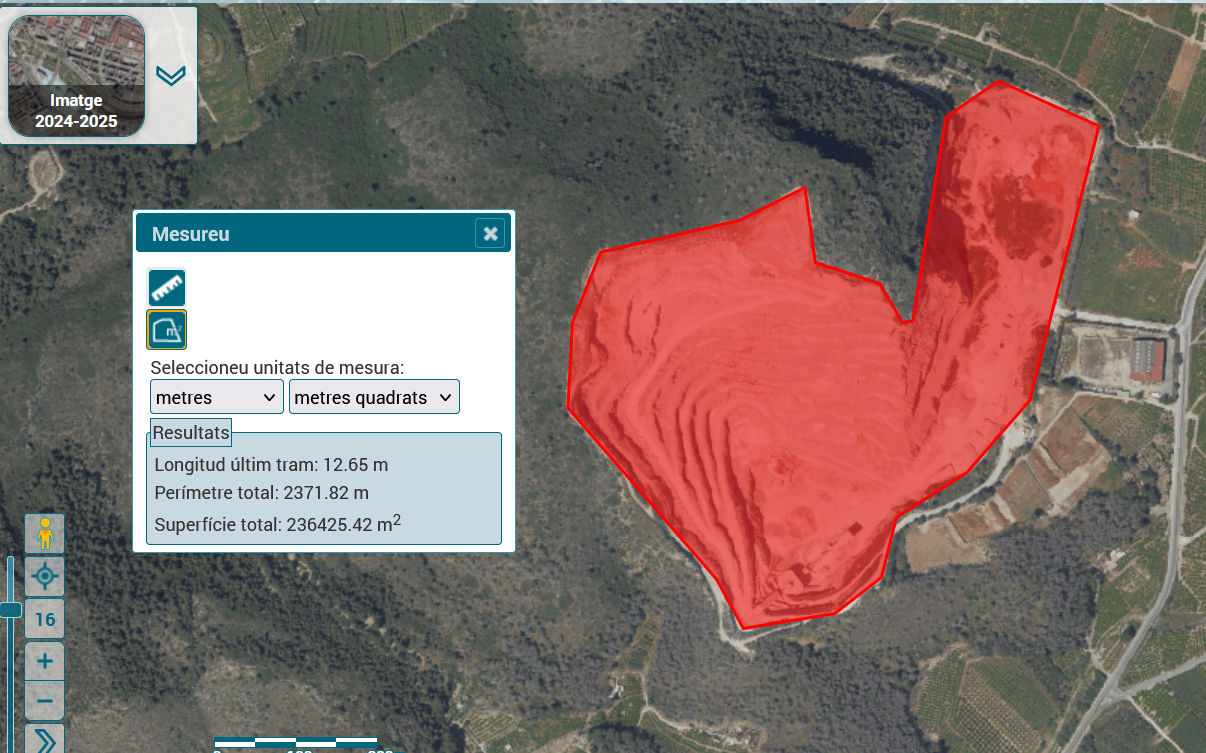 Imatge
2024-2025
Mesureu
m²
Seleccioneu unitats de mesura:
metres
metres quadrats
Resultats
Longitud últim tram: 12.65 m
Perímetre total: 2371.82 m
Superfície total: 236425.42 m²
16